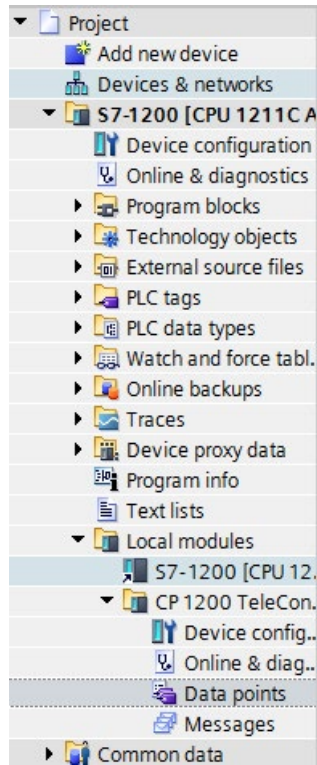 Project
Add new device
Devices & networks
S7-1200 [CPU 1211C A
Device configuration
Online & diagnostics
Program blocks
Technology objects
External source files
PLC tags
PLC data types
Watch and force tabl.
Online backups
Traces
Device proxy data
Program info
Text lists
Local modules
S7-1200 [CPU 12.
CP 1200 TeleCon.
Device config..
Online & diag..
Data points
Messages
Common data